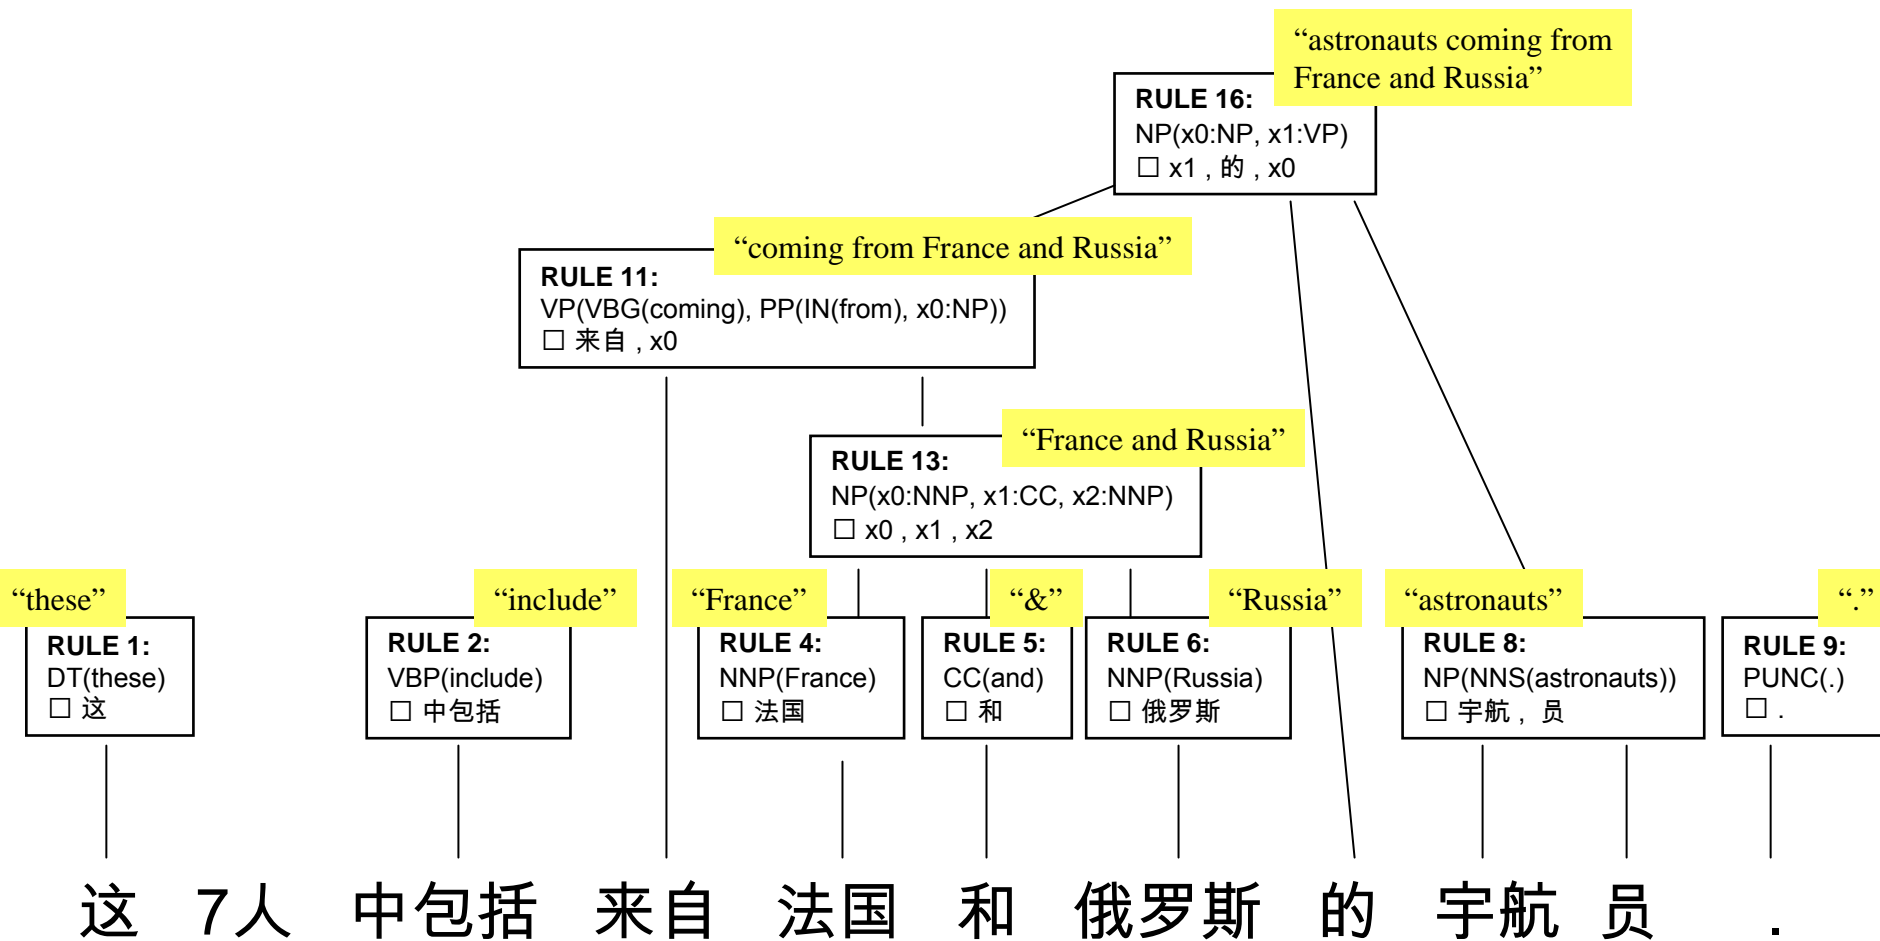 “astronauts coming from
France and Russia”
RULE 16:
NP(x0:NP, x1:VP)
□ x1 , 的 , x0
“coming from France and Russia”
RULE 11:
VP(VBG(coming), PP(IN(from), x0:NP))
□ 来自 , x0
“France and Russia”
RULE 13:
NP(x0:NNP, x1:CC, x2:NNP)
□ x0 , x1 , x2
“these”
RULE 1:
DT(these)
□ 这
“include”
RULE 2:
VBP(include)
□ 中包括
“France”
RULE 4:
NNP(France)
□ 法国
“&”
RULE 5:
CC(and)
□ 和
“Russia”
RULE 6:
NNP(Russia)
□ 俄罗斯
“astronauts”
RULE 8:
NP(NNS(astronauts))
□ 宇航 , 员
“.”
RULE 9:
PUNC(.)
□ .
这 7人 中包括 来自 法国 和 俄罗斯 的 宇航 员 .